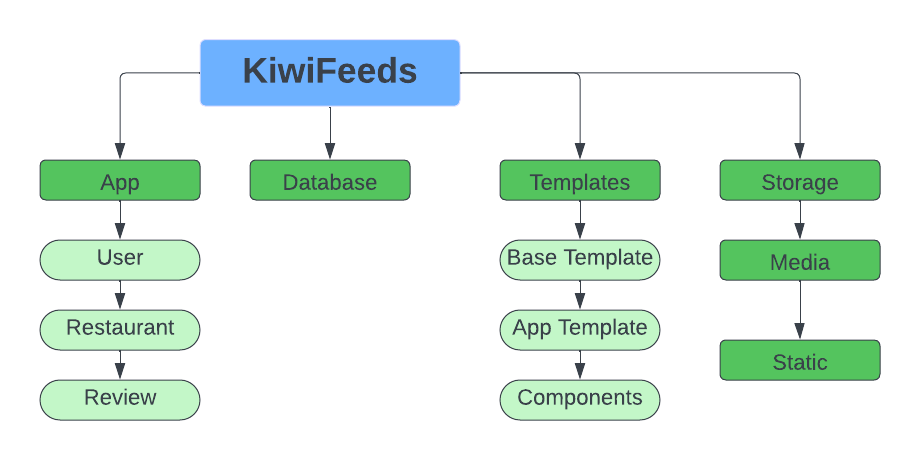 KiwiFeeds
App
Database
Templates
Storage
User
Base Template
Media
Restaurant
App Template
Static
Review
Components